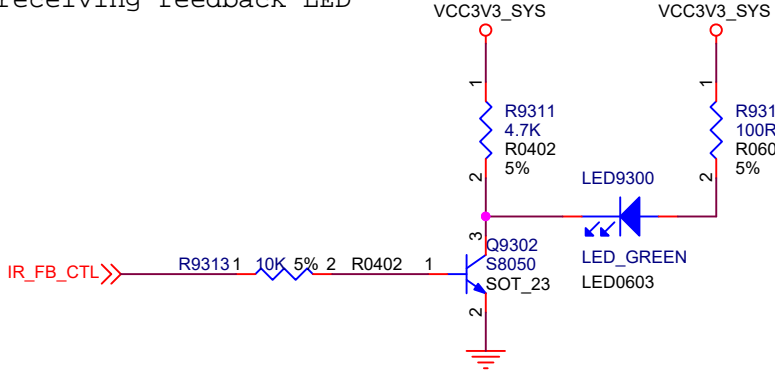 receiving feedback LED
VCC3V3_SYS
VCC3V3_SYS
1
R9311
4.7K
R0402
5%
2
1
100R
5%
2
LED9300
LED_GREEN
LED0603
IR_FB_CTL
R9313 1 10K 5% 2 R0402 1
3
Q9302
S8050
SOT_23
2